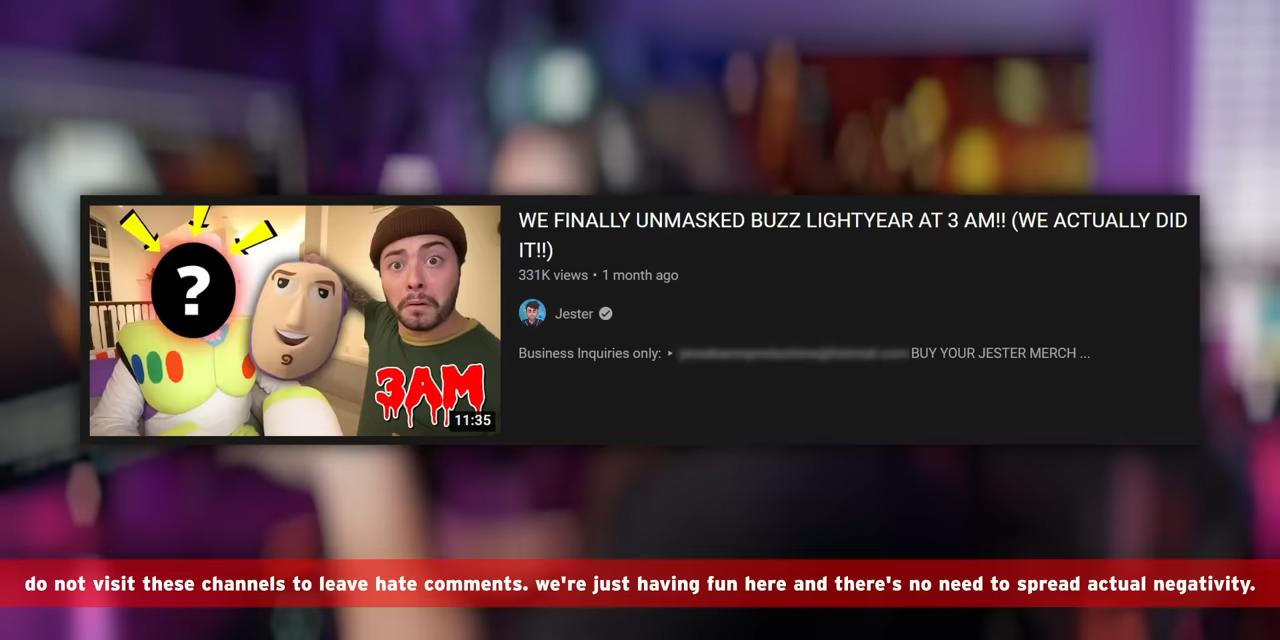 ?
3AM
11:35
WE FINALLY UNMASKED BUZZ LIGHTYEAR AT 3 AM!! (WE ACTUALLY DID
IT!!)
331K views • 1 month ago
Jester
Business Inquiries only: ▸ BUY YOUR JESTER MERCH ...
do not visit these channels to leave hate comments. we're just having fun here and there's no need to spread actual negativity.